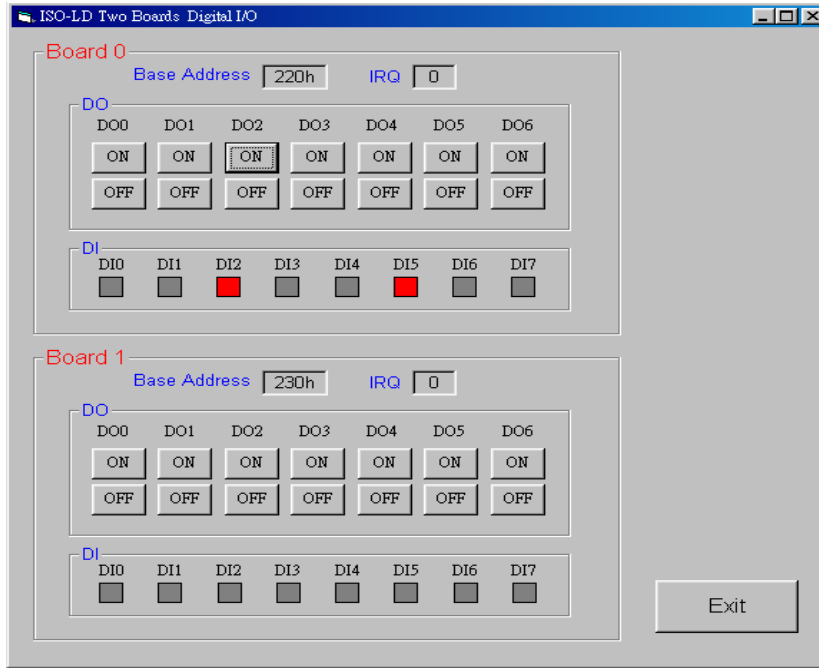 ISO-LD Two Boards Digital I/O
Board 0
Base Address 220h IRQ 0
DO
DO0 DO1 DO2 DO3 DO4 DO5 DO6
ON ON ON ON ON ON ON
OFF OFF OFF OFF OFF OFF OFF
DI
DI0 DI1 DI2 DI3 DI4 DI5 DI6 DI7
Board 1
Base Address 230h IRQ 0
DO
DO0 DO1 DO2 DO3 DO4 DO5 DO6
ON ON ON ON ON ON ON
OFF OFF OFF OFF OFF OFF OFF
DI
DI0 DI1 DI2 DI3 DI4 DI5 DI6 DI7
Exit